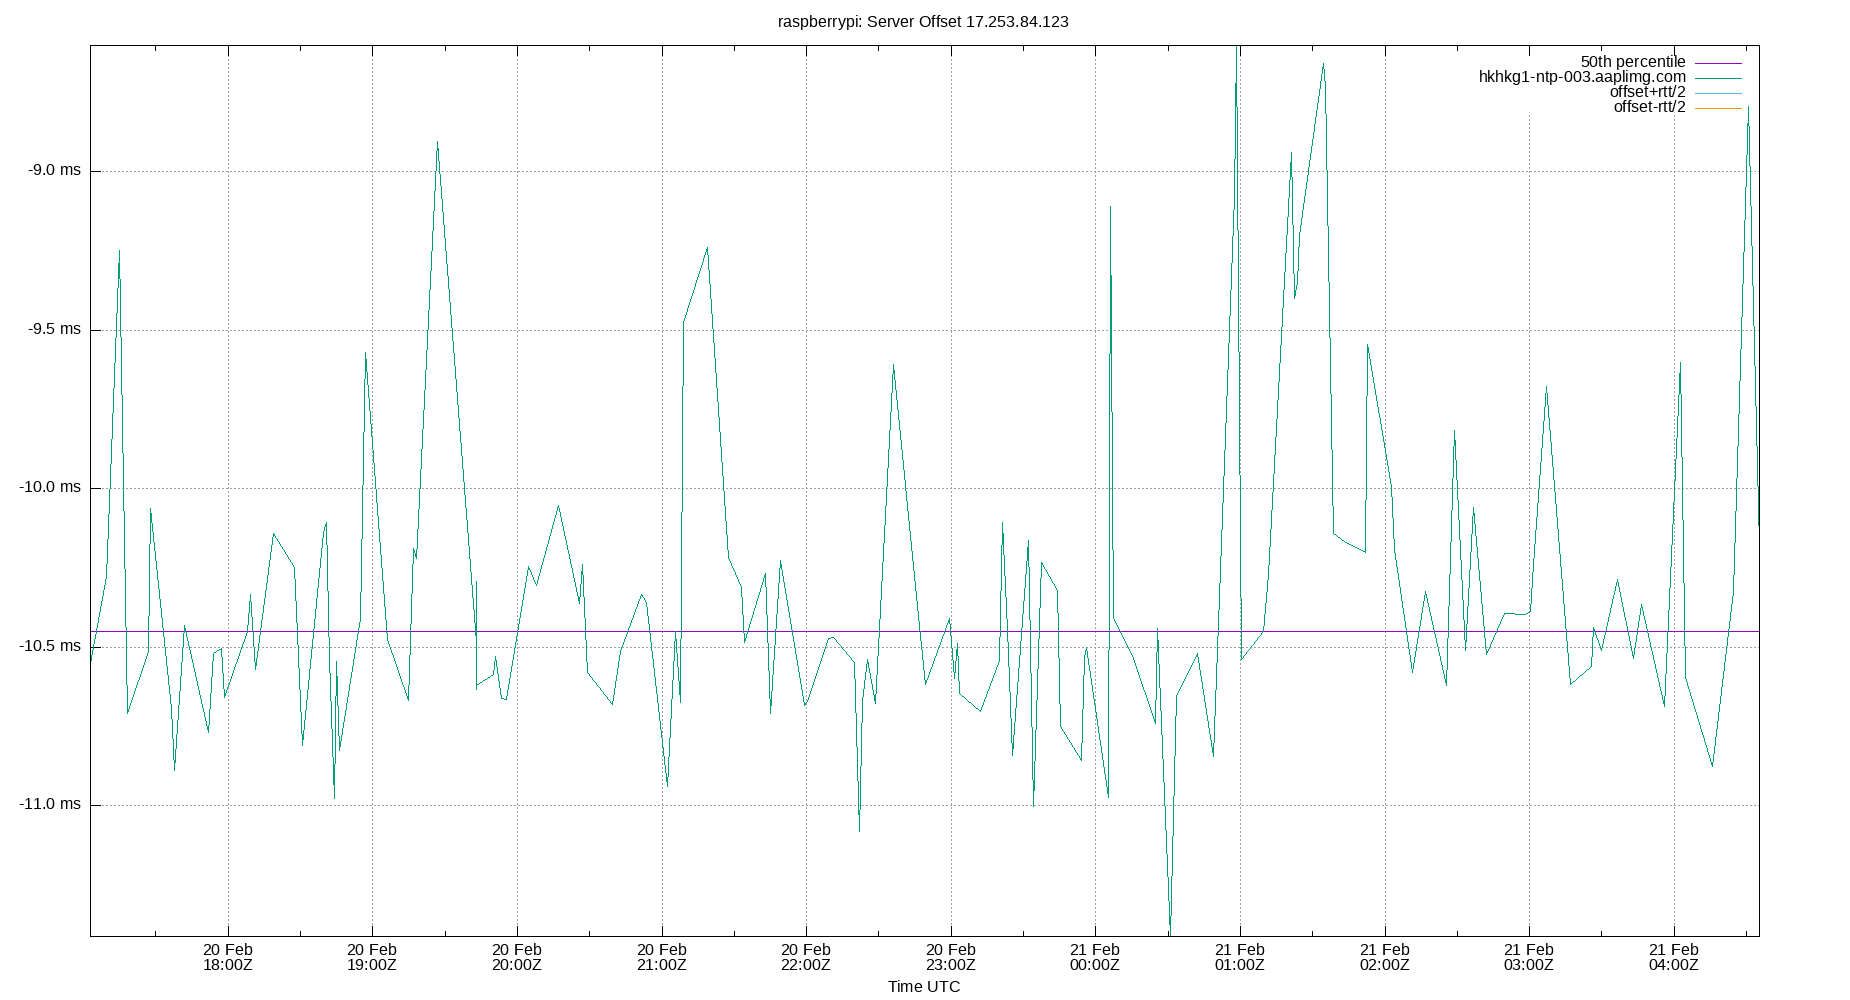 raspberrypi: Server Offset 17.253.84.123
50th percentile
hkhkg1-ntp-003.aaplimg.com
offset+rtt/2
offset-rtt/2
-9.0 ms
-9.5 ms
-10.0 ms
-10.5 ms
-11.0 ms
20 Feb 20 Feb 20 Feb 20 Feb 20 Feb 20 Feb 21 Feb 21 Feb 21 Feb 21 Feb 21 Feb
18:00Z 19:00Z 20:00Z 21:00Z 22:00Z 23:00Z 00:00Z 01:00Z 02:00Z 03:00Z 04:00Z
Time UTC